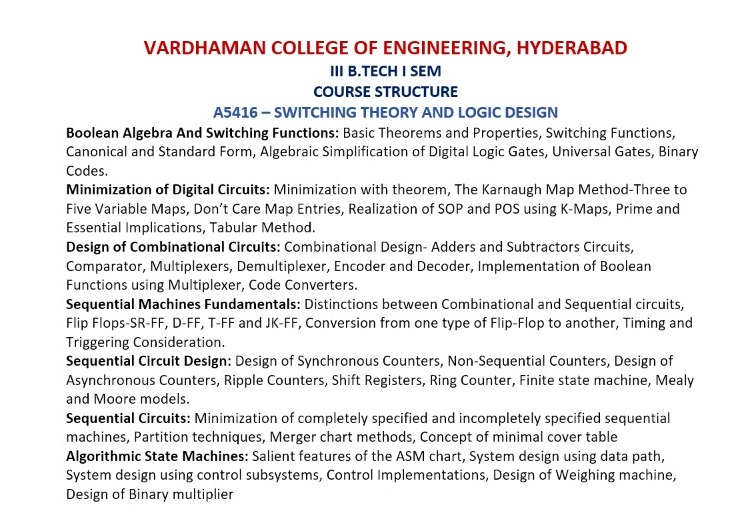 VARDHAMAN COLLEGE OF ENGINEERING, HYDERABAD
III B.TECH I SEM
COURSE STRUCTURE
A5416 – SWITCHING THEORY AND LOGIC DESIGN
Boolean Algebra And Switching Functions: Basic Theorems and Properties, Switching Functions,
Canonical and Standard Form, Algebraic Simplification of Digital Logic Gates, Universal Gates, Binary
Codes.
Minimization of Digital Circuits: Minimization with theorem, The Karnaugh Map Method-Three to
Five Variable Maps, Don’t Care Map Entries, Realization of SOP and POS using K-Maps, Prime and
Essential Implications, Tabular Method.
Design of Combinational Circuits: Combinational Design- Adders and Subtractors Circuits,
Comparator, Multiplexers, Demultiplexer, Encoder and Decoder, Implementation of Boolean
Functions using Multiplexer, Code Converters.
Sequential Machines Fundamentals: Distinctions between Combinational and Sequential circuits,
Flip Flops-SR-FF, D-FF, T-FF and JK-FF, Conversion from one type of Flip-Flop to another, Timing and
Triggering Consideration.
Sequential Circuit Design: Design of Synchronous Counters, Non-Sequential Counters, Design of
Asynchronous Counters, Ripple Counters, Shift Registers, Ring Counter, Finite state machine, Mealy
and Moore models.
Sequential Circuits: Minimization of completely specified and incompletely specified sequential
machines, Partition techniques, Merger chart methods, Concept of minimal cover table
Algorithmic State Machines: Salient features of the ASM chart, System design using data path,
System design using control subsystems, Control Implementations, Design of Weighing machine,
Design of Binary multiplier